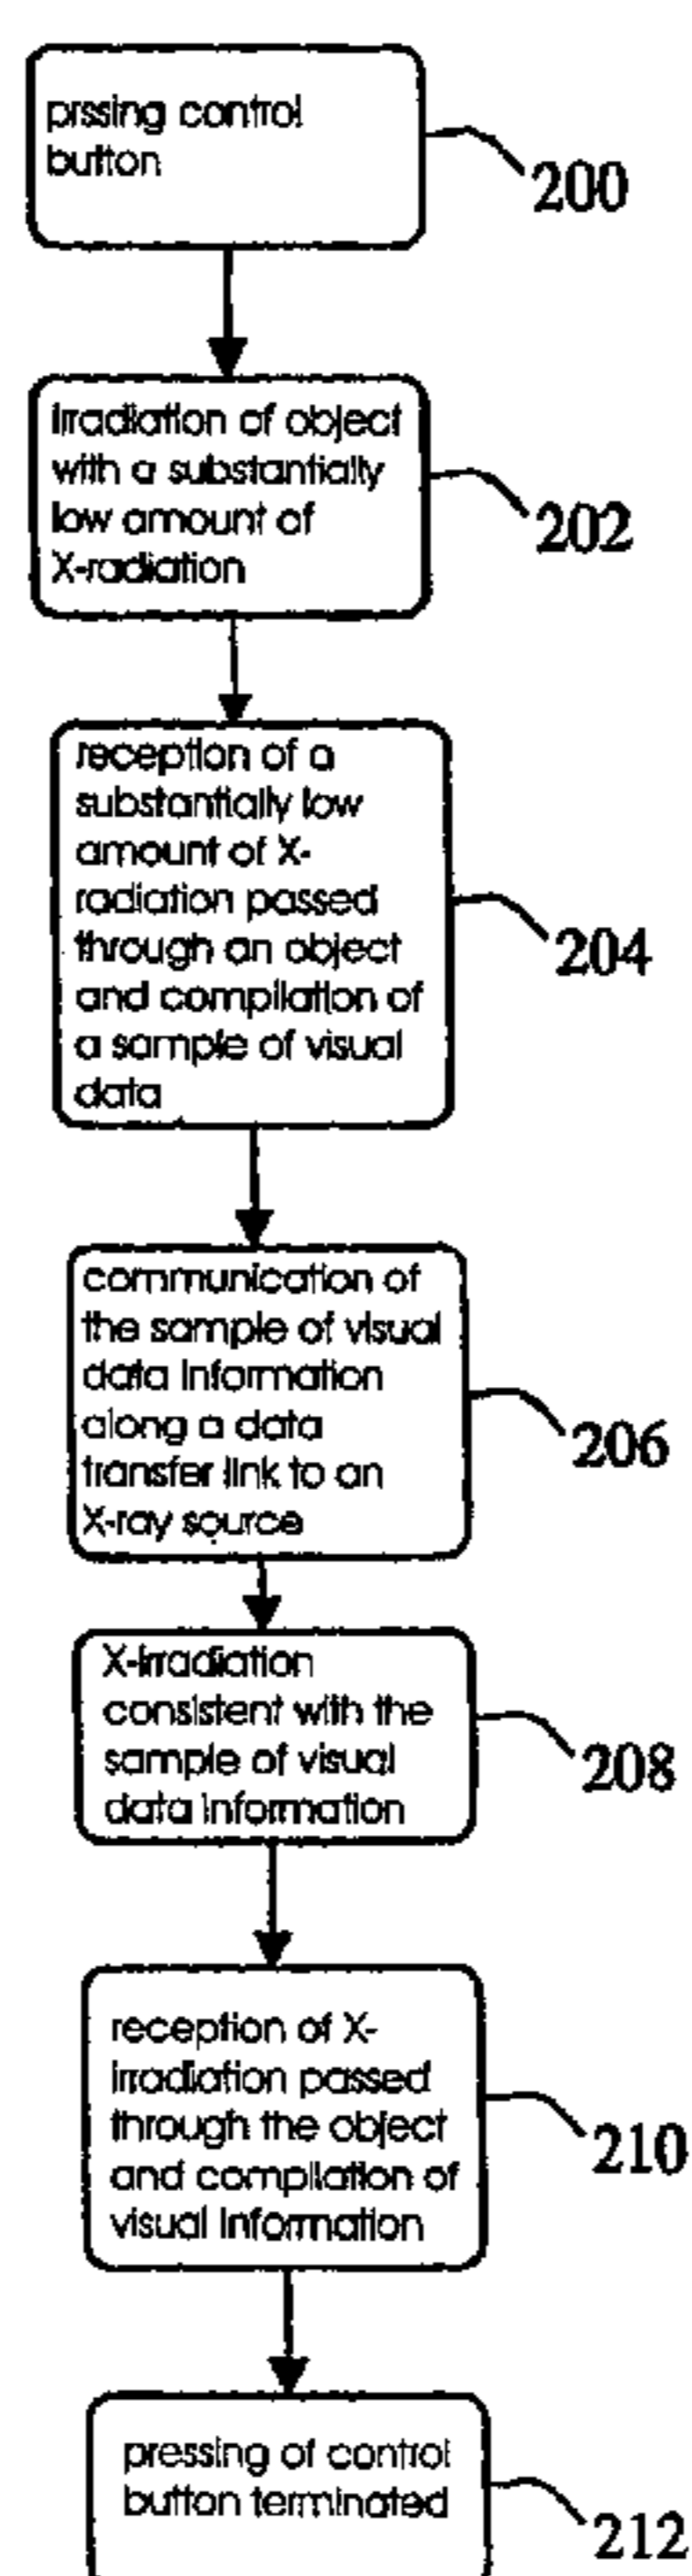 prssing control
button
200
irradiation of object
with a substantially
low amount of
X-radiation
202
reception of a
substantially low
amount of X-
radiation passed
through an object
and compilation of
a sample of visual
data
204
communication of
the sample of visual
data information
along a data
transfer link to an
X-ray source
206
X-irradiation
consistent with the
sample of visual
data information
208
reception of X-
irradiation passed
through the object
and compilation of
visual information
210
pressing of control
button terminated
212